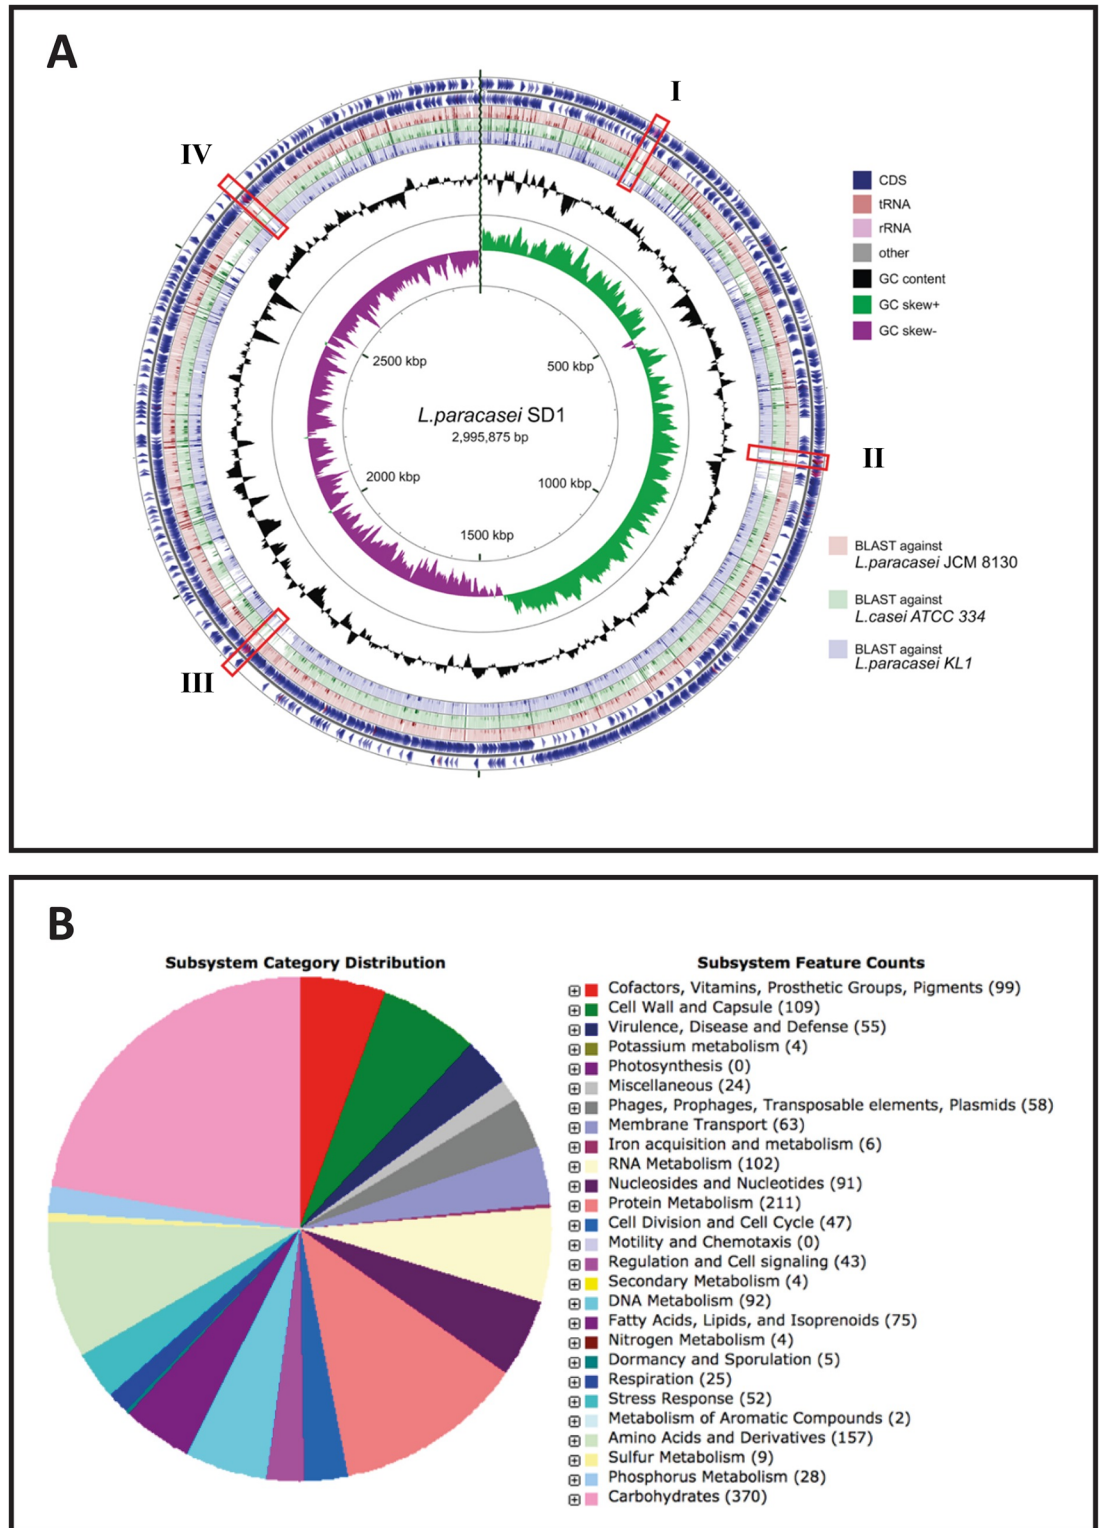 A
I
IV
CDS
tRNA
rRNA
other
GC content
GC skew+
GC skew-
2500 kbp
500 kbp
L.paracasei SD1
2,995,875 bp
II
2000 kbp
1000 kbp
1500 kbp
BLAST against
L.paracasei JCM 8130
BLAST against
L.casei ATCC 334
BLAST against
L.paracasei KL1
III
B
Subsystem Category Distribution
Subsystem Feature Counts
Cofactors, Vitamins, Prosthetic Groups, Pigments (99)
Cell Wall and Capsule (109)
Virulence, Disease and Defense (55)
Potassium metabolism (4)
Photosynthesis (0)
Miscellaneous (24)
Phages, Prophages, Transposable elements, Plasmids (58)
Membrane Transport (63)
Iron acquisition and metabolism (6)
RNA Metabolism (102)
Nucleosides and Nucleotides (91)
Protein Metabolism (211)
Cell Division and Cell Cycle (47)
Motility and Chemotaxis (0)
Regulation and Cell signaling (43)
Secondary Metabolism (4)
DNA Metabolism (92)
Fatty Acids, Lipids, and Isoprenoids (75)
Nitrogen Metabolism (4)
Dormancy and Sporulation (5)
Respiration (25)
Stress Response (52)
Metabolism of Aromatic Compounds (2)
Amino Acids and Derivatives (157)
Sulfur Metabolism (9)
Phosphorus Metabolism (28)
Carbohydrates (370)